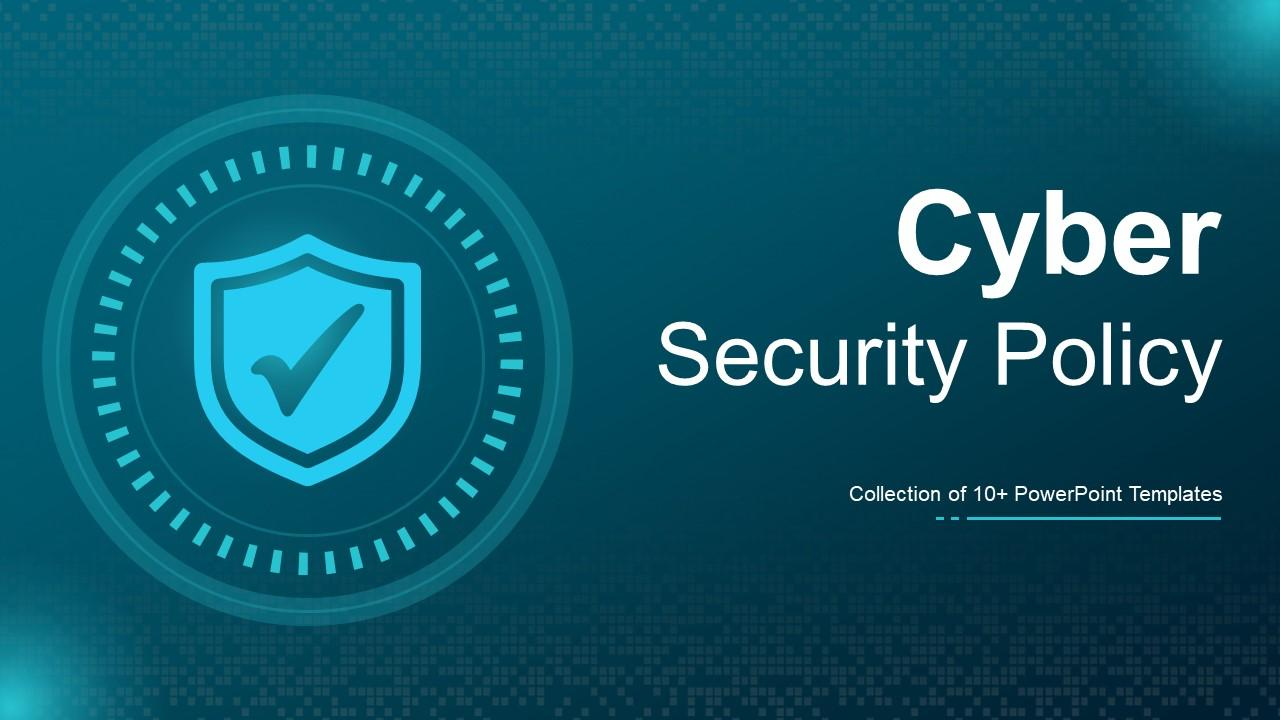 Cyber
Security Policy
Collection of 10+ PowerPoint Templates